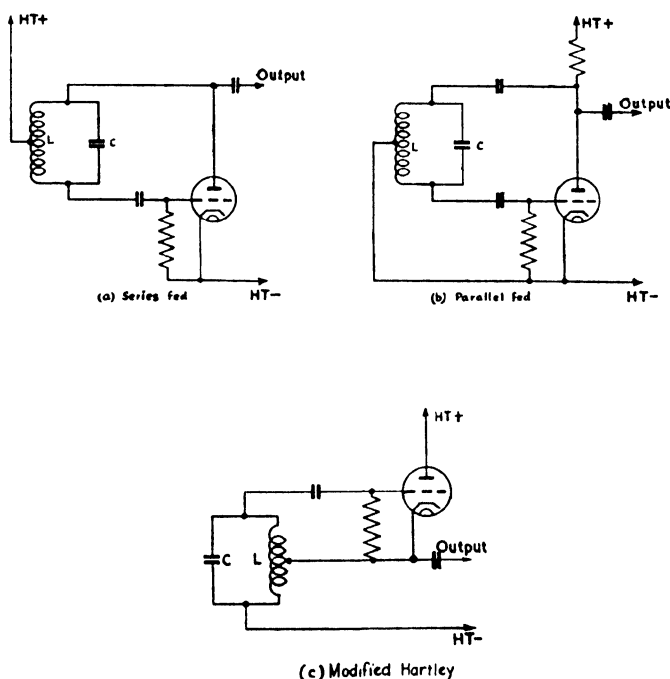 HT+
Output
L
C
HT−
(a) Series fed
HT+
Output
L
C
HT−
(b) Parallel fed
HT+
C
L
Output
HT−
(c) Modified Hartley